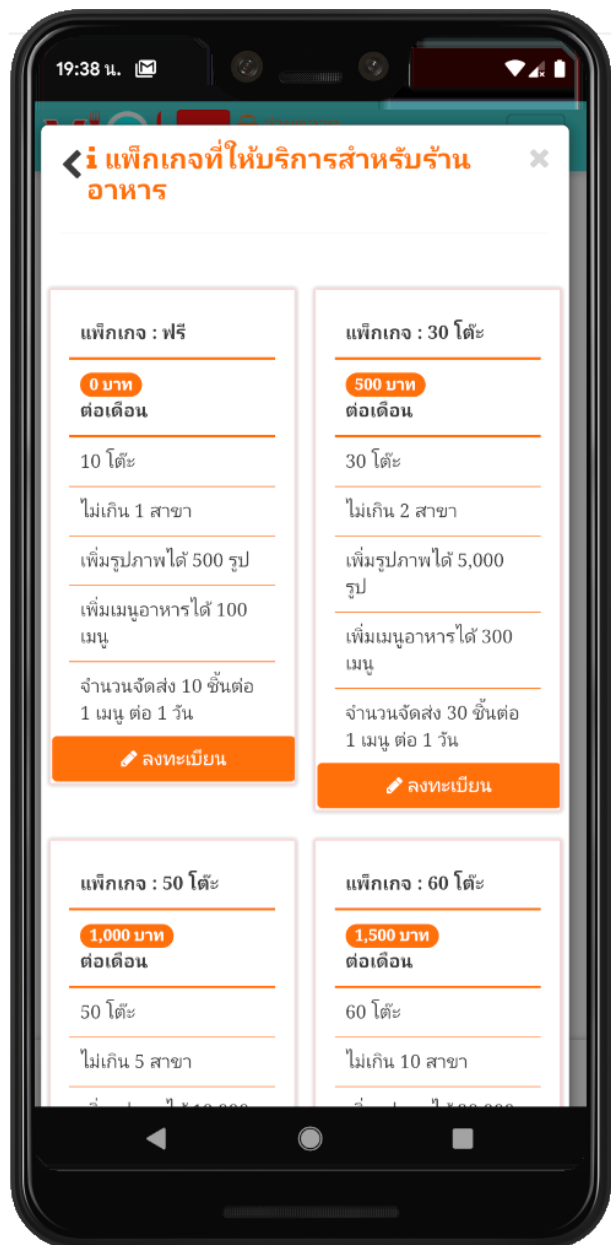 19:38 น.
แพ็กเกจที่ให้บริการสำหรับร้าน
อาหาร
แพ็กเกจ : ฟรี
0 บาท
ต่อเดือน
10 โต๊ะ
ไม่เกิน 1 สาขา
เพิ่มรูปภาพได้ 500 รูป
เพิ่มเมนูอาหารได้ 100
เมนู
จำนวนจัดส่ง 10 ชิ้นต่อ
1 เมนู ต่อ 1 วัน
ลงทะเบียน
แพ็กเกจ : 30 โต๊ะ
500 บาท
ต่อเดือน
30 โต๊ะ
ไม่เกิน 2 สาขา
เพิ่มรูปภาพได้ 5,000
รูป
เพิ่มเมนูอาหารได้ 300
เมนู
จำนวนจัดส่ง 30 ชิ้นต่อ
1 เมนู ต่อ 1 วัน
ลงทะเบียน
แพ็กเกจ : 50 โต๊ะ
1,000 บาท
ต่อเดือน
50 โต๊ะ
ไม่เกิน 5 สาขา
แพ็กเกจ : 60 โต๊ะ
1,500 บาท
ต่อเดือน
60 โต๊ะ
ไม่เกิน 10 สาขา